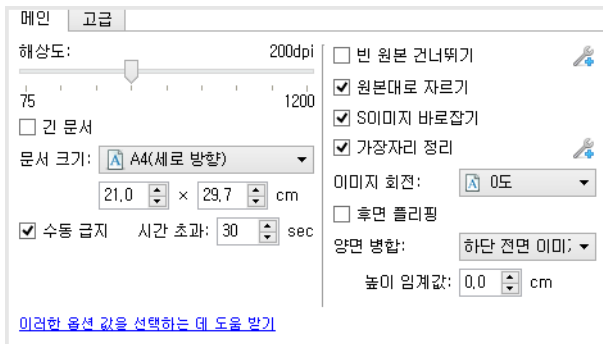 메인 고급
해상도: 200dpi
75 1200
긴 문서
문서 크기: A4(세로 방향)
21,0 × 29,7 cm
수동 급지 시간 초과: 30 sec
이러한 옵션 값을 선택하는 데 도움 받기
빈 원본 건너뛰기
원본대로 자르기
S0이미지 바로잡기
가장자리 정리
이미지 회전: 0도
후면 플리핑
양면 병합: 하단 전면 이미
높이 임계값: 0,0 cm